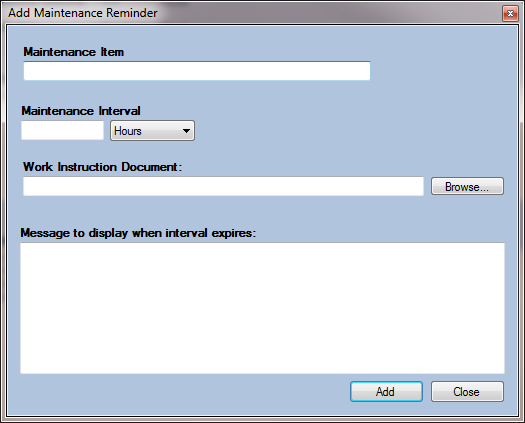 Add Maintenance Reminder
Maintenance Item
Maintenance Interval
Hours
Work Instruction Document:
Browse...
Message to display when interval expires:
Add
Close